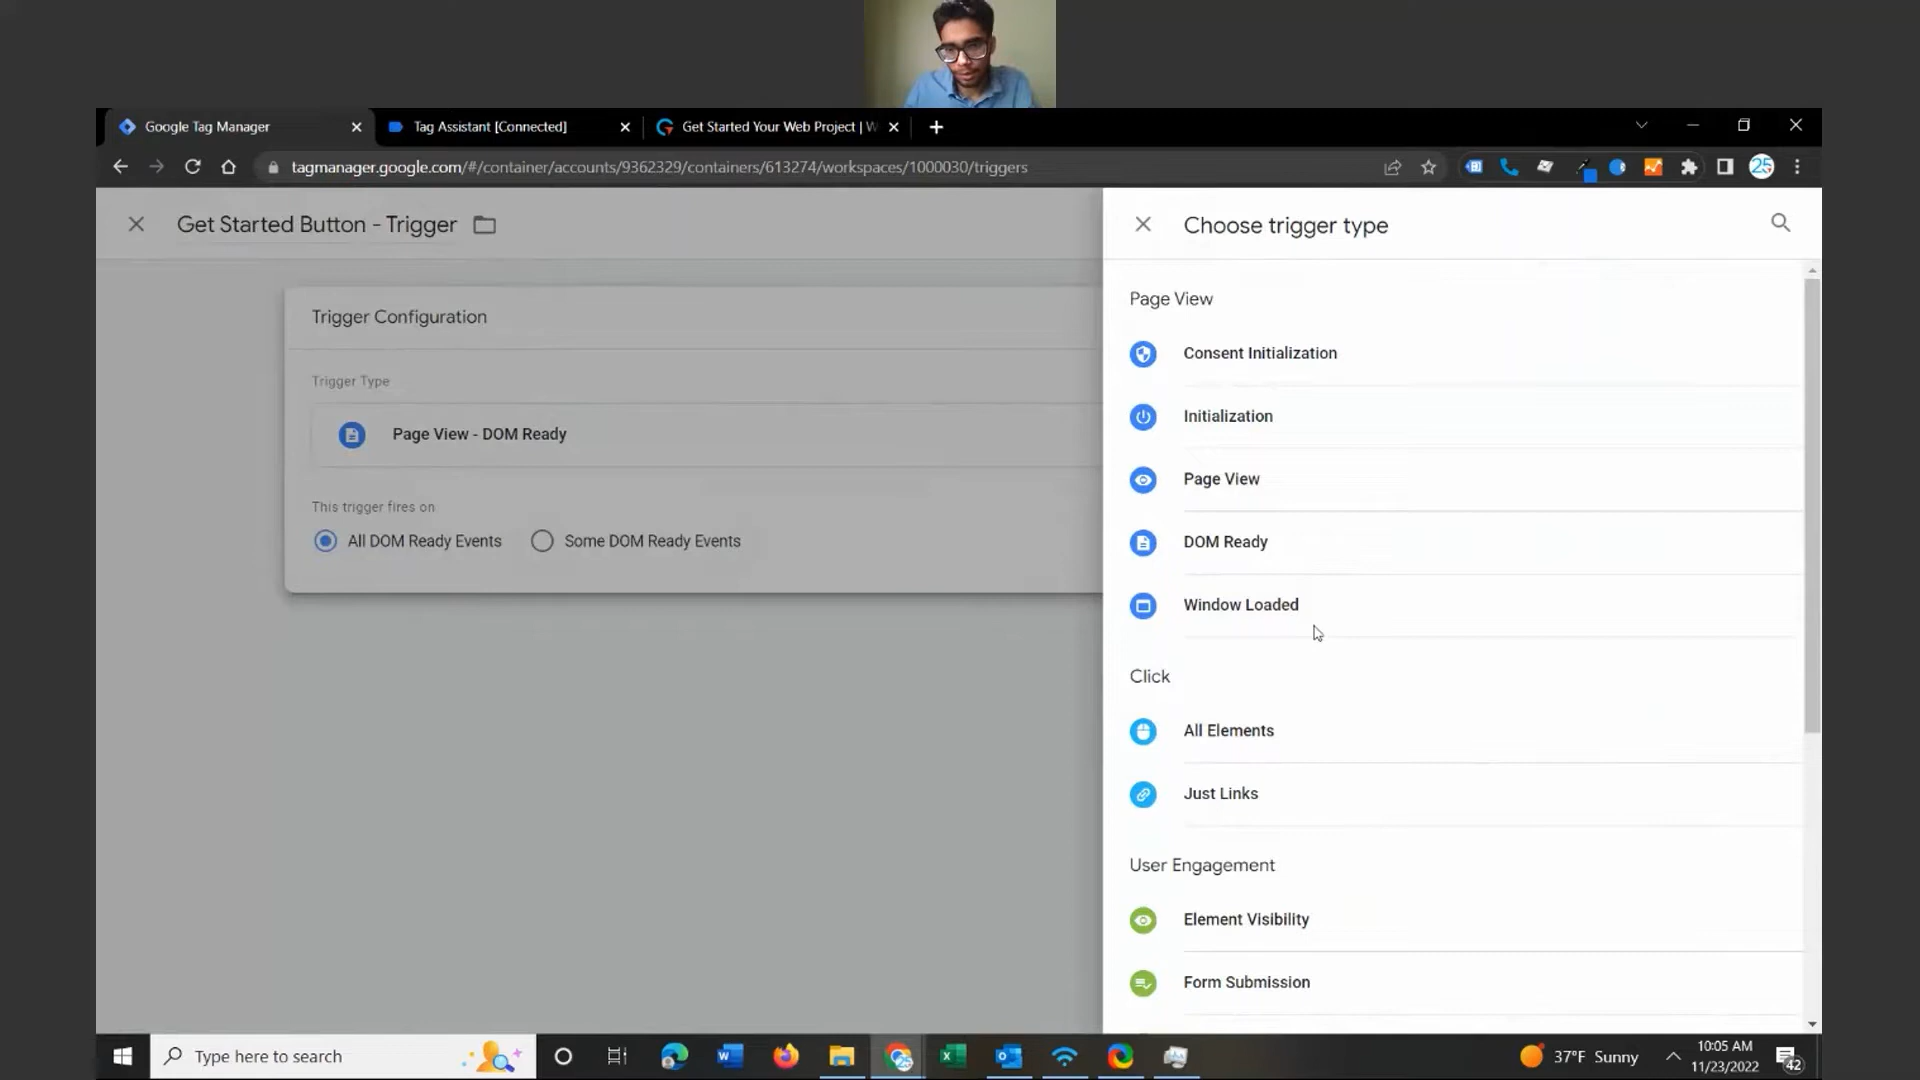 Google Tag Manager
Tag Assistant [Connected]
Get Started Your Web Project | W
tagmanager.google.com/#/container/accounts/9362329/containers/613274/workspaces/1000030/triggers
25
Get Started Button - Trigger
Choose trigger type
Trigger Configuration
Trigger Type
Page View - DOM Ready
This trigger fires on
All DOM Ready Events
Some DOM Ready Events
Page View
Consent Initialization
Initialization
Page View
DOM Ready
Window Loaded
Click
All Elements
Just Links
User Engagement
Element Visibility
Form Submission
Type here to search
37°F Sunny
10:05 AM
11/23/2022
42